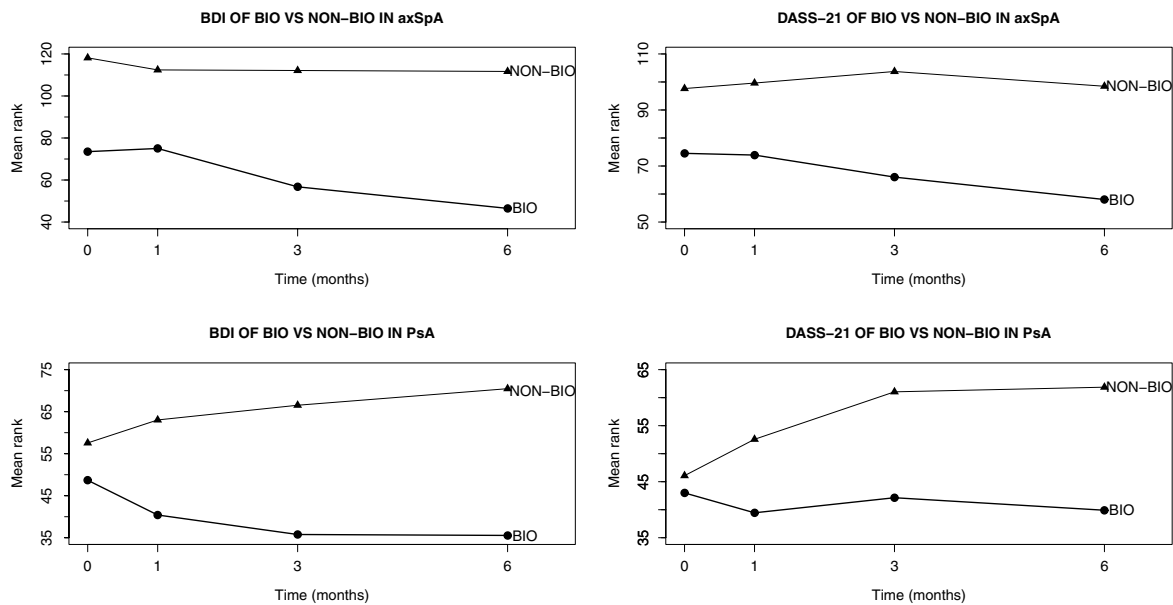 BDI OF BIO VS NON−BIO IN axSpA
120
100
80
60
40
Mean rank
NON−BIO
BIO
0 1 3 6
Time (months)
DASS−21 OF BIO VS NON−BIO IN axSpA
110
90
70
50
Mean rank
NON−BIO
BIO
0 1 3 6
Time (months)
BDI OF BIO VS NON−BIO IN PsA
75
65
55
45
35
Mean rank
NON−BIO
BIO
0 1 3 6
Time (months)
DASS−21 OF BIO VS NON−BIO IN PsA
65
55
45
35
Mean rank
NON−BIO
BIO
0 1 3 6
Time (months)